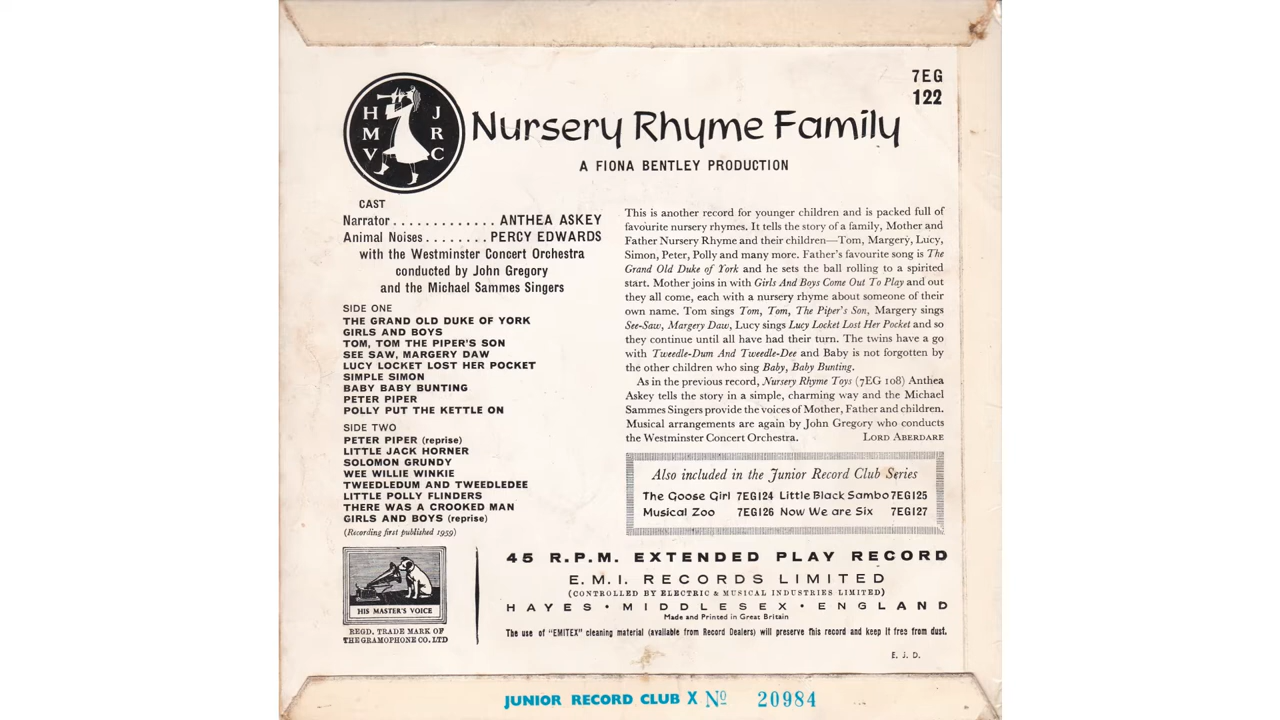 7EG
122
H J
M R
V C
Nursery Rhyme Family
A FIONA BENTLEY PRODUCTION
CAST
Narrator . . . . . . . . . . . . . ANTHEA ASKEY
Animal Noises . . . . . . . . PERCY EDWARDS
with the Westminster Concert Orchestra
conducted by John Gregory
and the Michael Sammes Singers
SIDE ONE
THE GRAND OLD DUKE OF YORK
GIRLS AND BOYS
TOM, TOM THE PIPER'S SON
SEE SAW, MARGERY DAW
LUCY LOCKET LOST HER POCKET
SIMPLE SIMON
BABY BABY BUNTING
PETER PIPER
POLLY PUT THE KETTLE ON
SIDE TWO
PETER PIPER (reprise)
LITTLE JACK HORNER
SOLOMON GRUNDY
WEE WILLIE WINKIE
TWEEDLEDUM AND TWEEDLEDEE
LITTLE POLLY FLINDERS
THERE WAS A CROOKED MAN
GIRLS AND BOYS (reprise)
(Recording first published 1959)
This is another record for younger children and is packed full of
favourite nursery rhymes. It tells the story of a family, Mother and
Father Nursery Rhyme and their children—Tom, Margery, Lucy,
Simon, Peter, Polly and many more. Father's favourite song is The
Grand Old Duke of York and he sets the ball rolling to a spirited
start. Mother joins in with Girls And Boys Come Out To Play and out
they all come, each with a nursery rhyme about someone of their
own name. Tom sings Tom, Tom, The Piper's Son, Margery sings
See-Saw, Margery Daw, Lucy sings Lucy Locket Lost Her Pocket and so
they continue until all have had their turn. The twins have a go
with Tweedle-Dum And Tweedle-Dee and Baby is not forgotten by
the other children who sing Baby, Baby Bunting.
As in the previous record, Nursery Rhyme Toys (7EG 108) Anthea
Askey tells the story in a simple, charming way and the Michael
Sammes Singers provide the voices of Mother, Father and children.
Musical arrangements are again by John Gregory who conducts
the Westminster Concert Orchestra. LORD ABERDARE
Also included in the Junior Record Club Series
The Goose Girl 7EG124 Little Black Sambo 7EG125
Musical Zoo 7EG126 Now We are Six 7EG127
HIS MASTER'S VOICE
REGD. TRADE MARK OF
THE GRAMOPHONE CO. LTD
45 R.P.M. EXTENDED PLAY RECORD
E.M.I. RECORDS LIMITED
(CONTROLLED BY ELECTRIC & MUSICAL INDUSTRIES LIMITED)
HAYES • MIDDLESEX • ENGLAND
Made and Printed in Great Britain
The use of "EMITEX" cleaning material (available from Record Dealers) will preserve this record and keep it free from dust.
E. J. D.
JUNIOR RECORD CLUB X Nº 20984